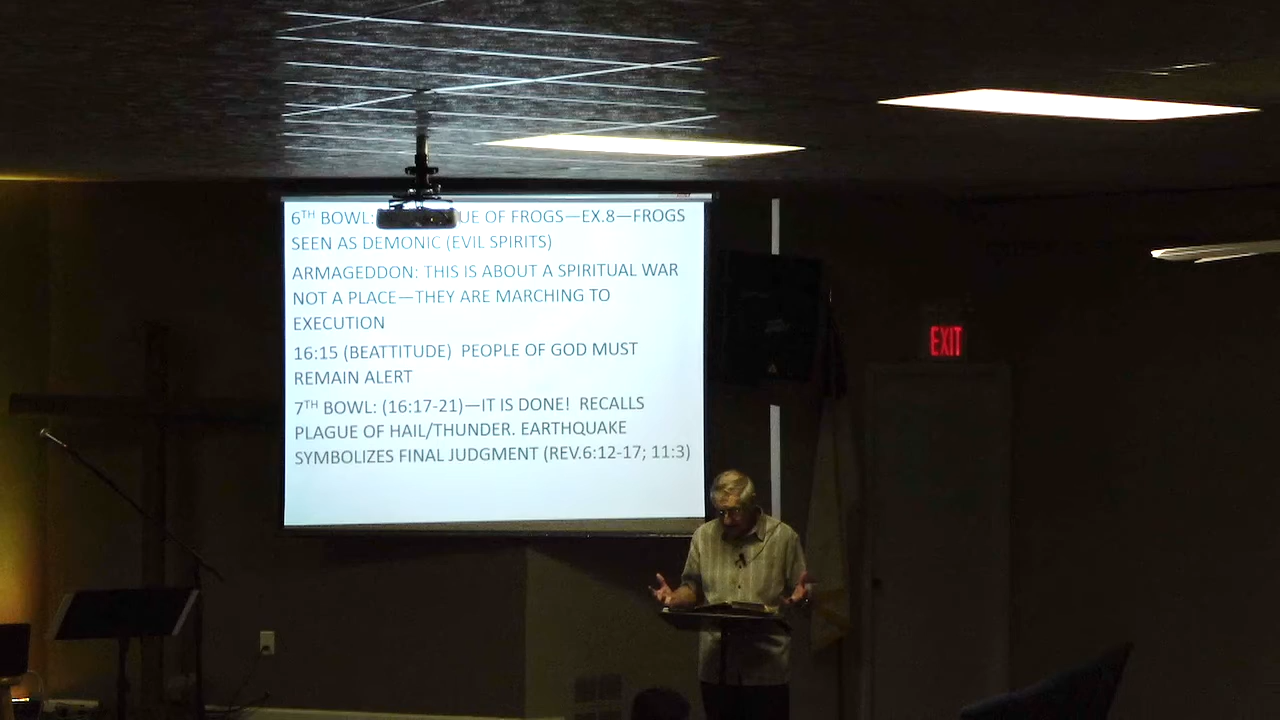 6TH BOWL: UE OF FROGS—EX.8—FROGS
SEEN AS DEMONIC (EVIL SPIRITS)
ARMAGEDDON: THIS IS ABOUT A SPIRITUAL WAR
NOT A PLACE—THEY ARE MARCHING TO
EXECUTION
16:15 (BEATTITUDE) PEOPLE OF GOD MUST
REMAIN ALERT
7TH BOWL: (16:17-21)—IT IS DONE! RECALLS
PLAGUE OF HAIL/THUNDER. EARTHQUAKE
SYMBOLIZES FINAL JUDGMENT (REV.6:12-17; 11:3)
EXIT